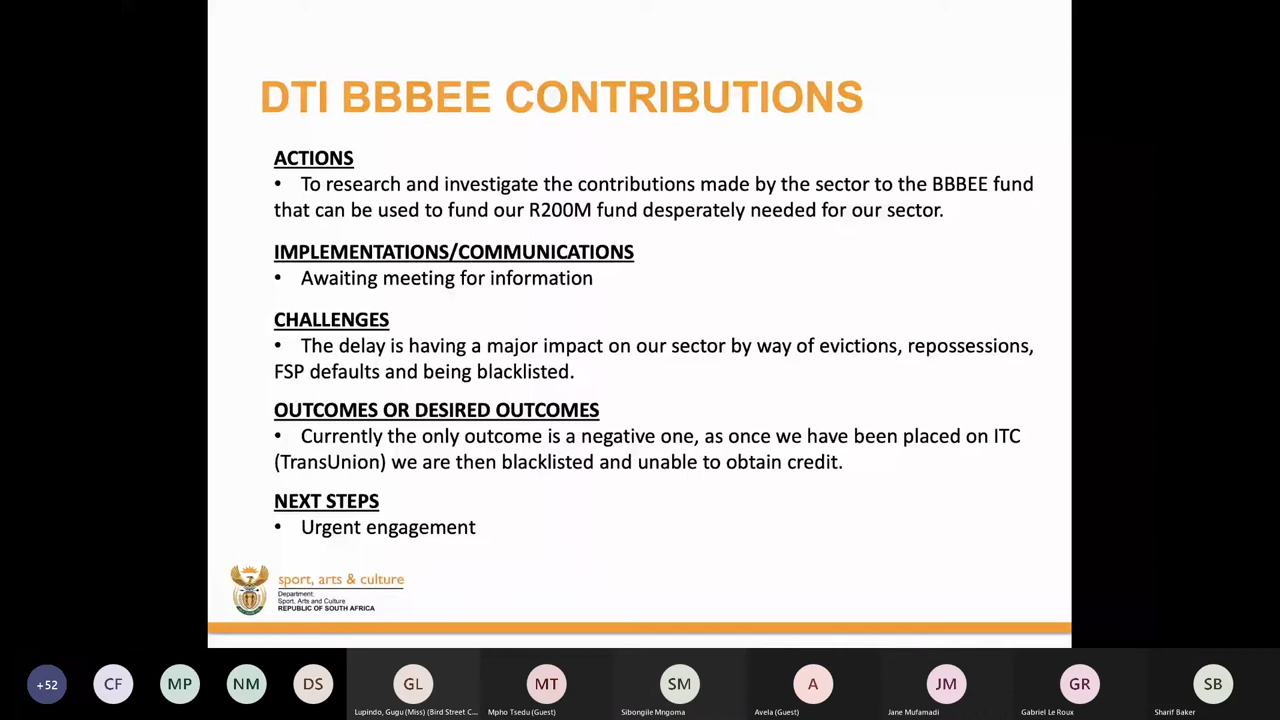 DTI BBBEE CONTRIBUTIONS
ACTIONS
• To research and investigate the contributions made by the sector to the BBBEE fund
that can be used to fund our R200M fund desperately needed for our sector.
IMPLEMENTATIONS/COMMUNICATIONS
• Awaiting meeting for information
CHALLENGES
• The delay is having a major impact on our sector by way of evictions, repossessions,
FSP defaults and being blacklisted.
OUTCOMES OR DESIRED OUTCOMES
• Currently the only outcome is a negative one, as once we have been placed on ITC
(TransUnion) we are then blacklisted and unable to obtain credit.
NEXT STEPS
• Urgent engagement
sport, arts & culture
Department:
Sport, Arts and Culture
REPUBLIC OF SOUTH AFRICA
+52 CF MP NM DS GL MT SM A JM GR SB
Lupindo, Gugu (Miss) (Bird Street C... Mpho Tsedu (Guest) Sibongile Mngoma Avela (Guest) Jane Mufamadi Gabriel Le Roux Sharif Baker